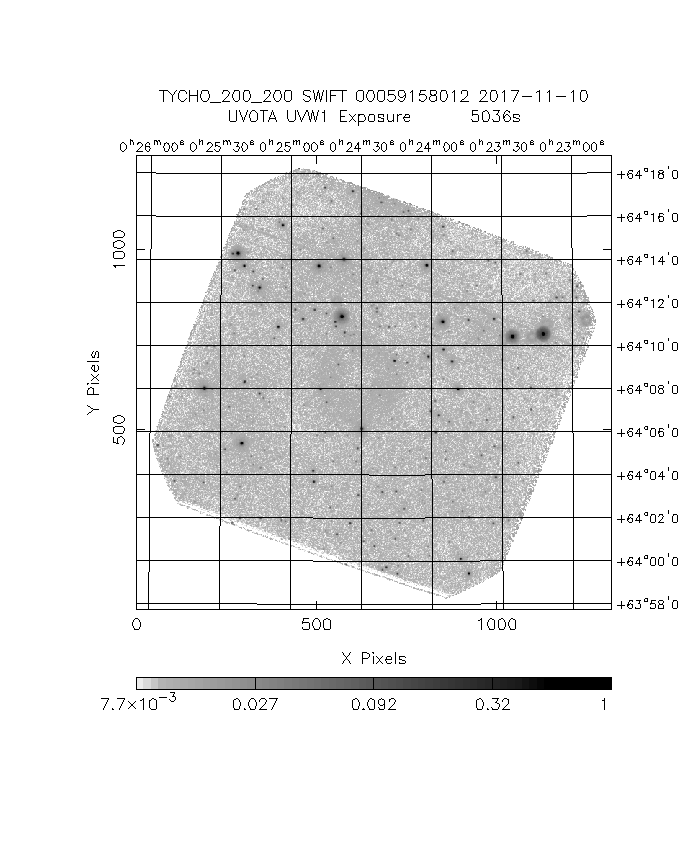 TYCHO_200_200 SWIFT 00059158012 2017-11-10
UVOTA UVW1 Exposure 5036s
0ʰ26ᵐ00ˢ 0ʰ25ᵐ30ˢ 0ʰ25ᵐ00ˢ 0ʰ24ᵐ30ˢ 0ʰ24ᵐ00ˢ 0ʰ23ᵐ30ˢ 0ʰ23ᵐ00ˢ
+64°18'0
+64°16'0
1000
+64°14'0
+64°12'0
+64°10'0
Y Pixels
+64°08'0
500
+64°06'0
+64°04'0
+64°02'0
+64°00'0
+63°58'0
0 500 1000
X Pixels
7.7×10⁻³ 0.027 0.092 0.32 1